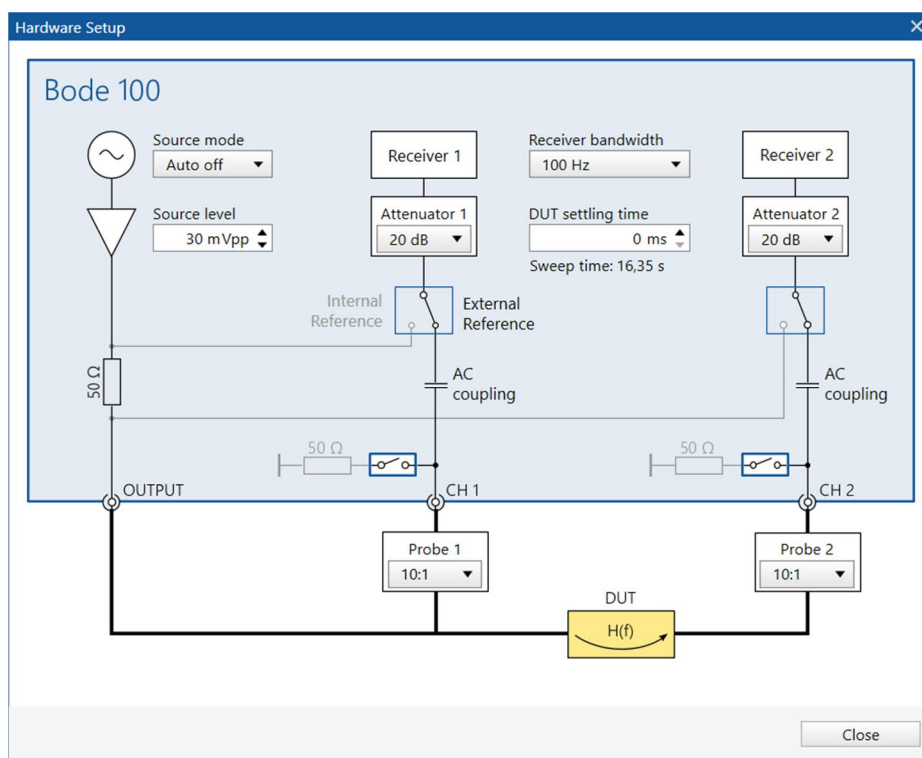 Hardware Setup
Bode 100
Source mode
Auto off
Source level
30 mVpp
Receiver 1
Attenuator 1
20 dB
Receiver bandwidth
100 Hz
DUT settling time
0 ms
Sweep time: 16,35 s
Receiver 2
Attenuator 2
20 dB
Internal
Reference
External
Reference
50 Ω
AC
coupling
AC
coupling
50 Ω
50 Ω
OUTPUT
CH 1
CH 2
Probe 1
10:1
Probe 2
10:1
DUT
H(f)
Close